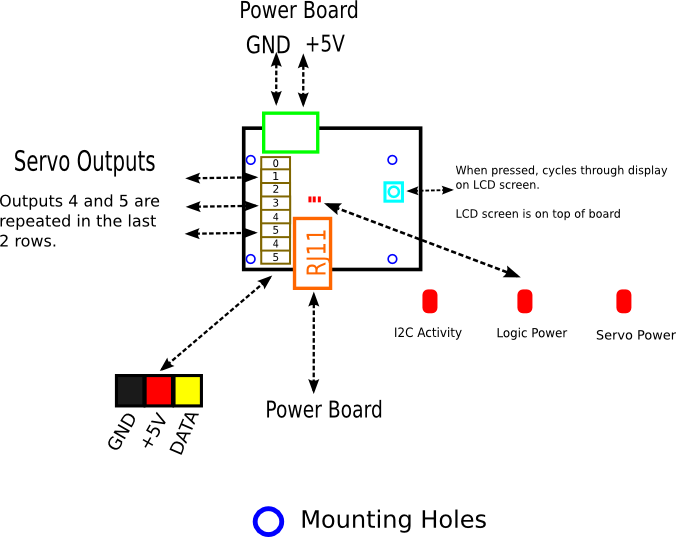 Power Board
GND +5V
Servo Outputs
Outputs 4 and 5 are
repeated in the last
2 rows.
0
1
2
3
4
5
4
5
RJ11
When pressed, cycles through display
on LCD screen.
LCD screen is on top of board
I2C Activity
Logic Power
Servo Power
Power Board
GND
+5V
DATA
Mounting Holes